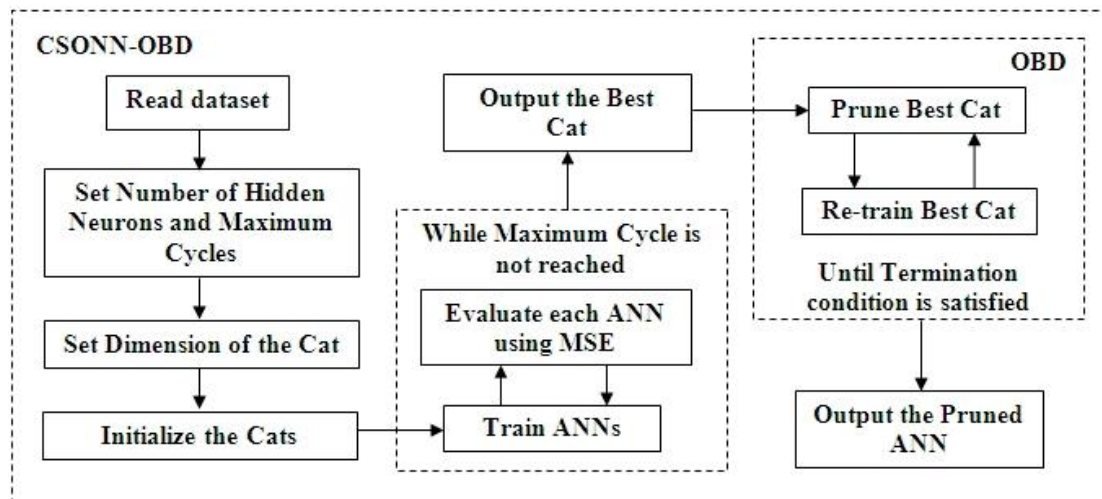 CSONN-OBD
Read dataset
Set Number of Hidden
Neurons and Maximum
Cycles
Set Dimension of the Cat
Initialize the Cats
While Maximum Cycle is
not reached
Evaluate each ANN
using MSE
Train ANNs
Output the Best
Cat
OBD
Prune Best Cat
Re-train Best Cat
Until Termination
condition is satisfied
Output the Pruned
ANN